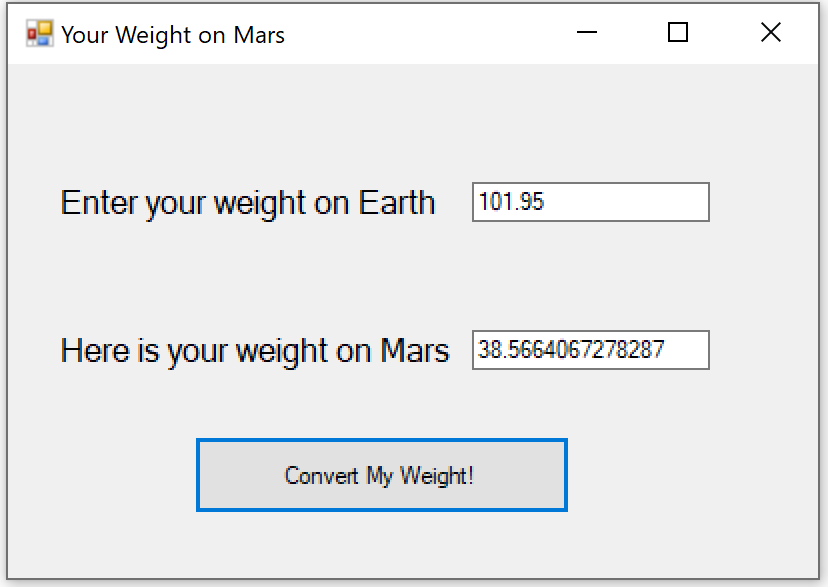 Your Weight on Mars
Enter your weight on Earth 101.95
Here is your weight on Mars 38.5664067278287
Convert My Weight!